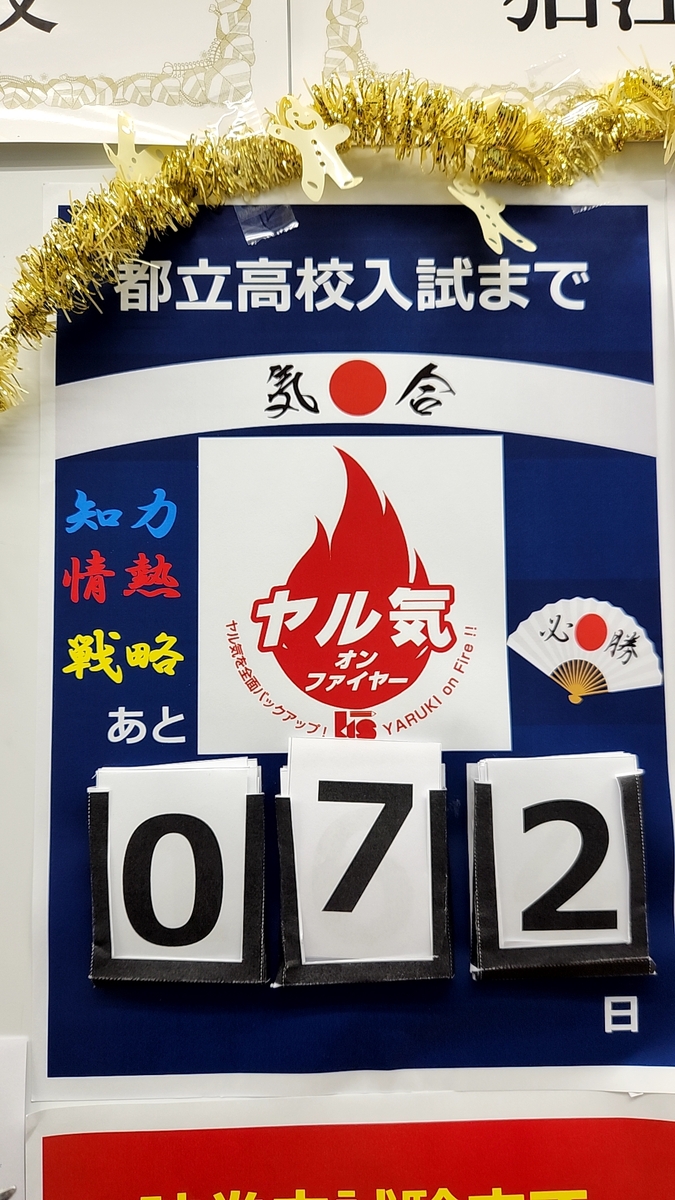 都立高校入試まで
気合
知力
情熱
戦略
ヤル気
オン
ファイヤー
ヤル気を全面バックアップ!
kis
YARUKI on Fire !!
必勝
あと
0 7 2
日